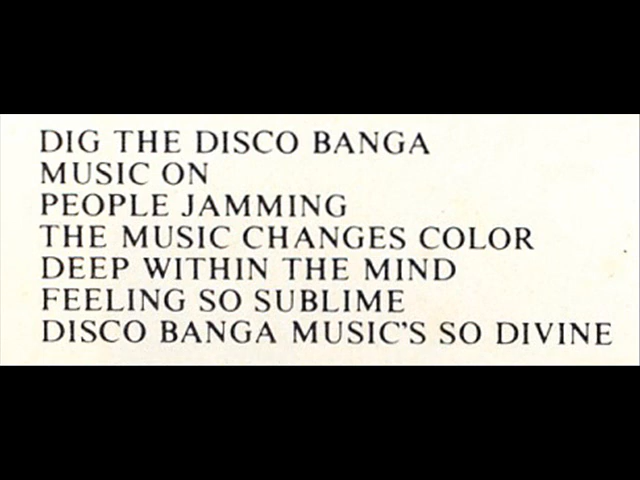 DIG THE DISCO BANGA
MUSIC ON
PEOPLE JAMMING
THE MUSIC CHANGES COLOR
DEEP WITHIN THE MIND
FEELING SO SUBLIME
DISCO BANGA MUSIC'S SO DIVINE